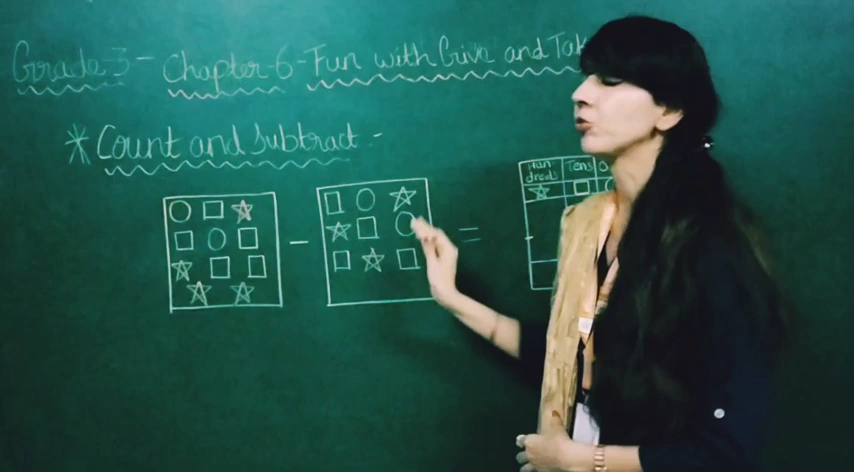 Grade-3 - Chapter-6-Fun with Give and Tak
* Count and Subtract -
- =
Hun Tens O
dreds